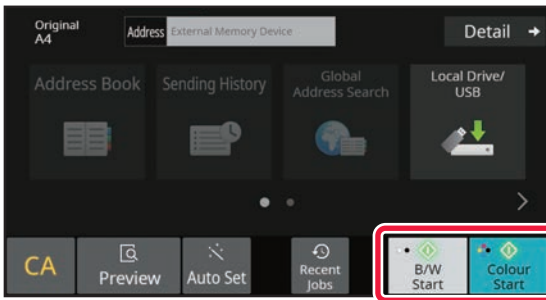 Original
A4
Address
External Memory Device
Detail
Address Book
Sending History
Global
Address Search
Local Drive/
USB
CA
Preview
Auto Set
Recent
Jobs
B/W
Start
Colour
Start